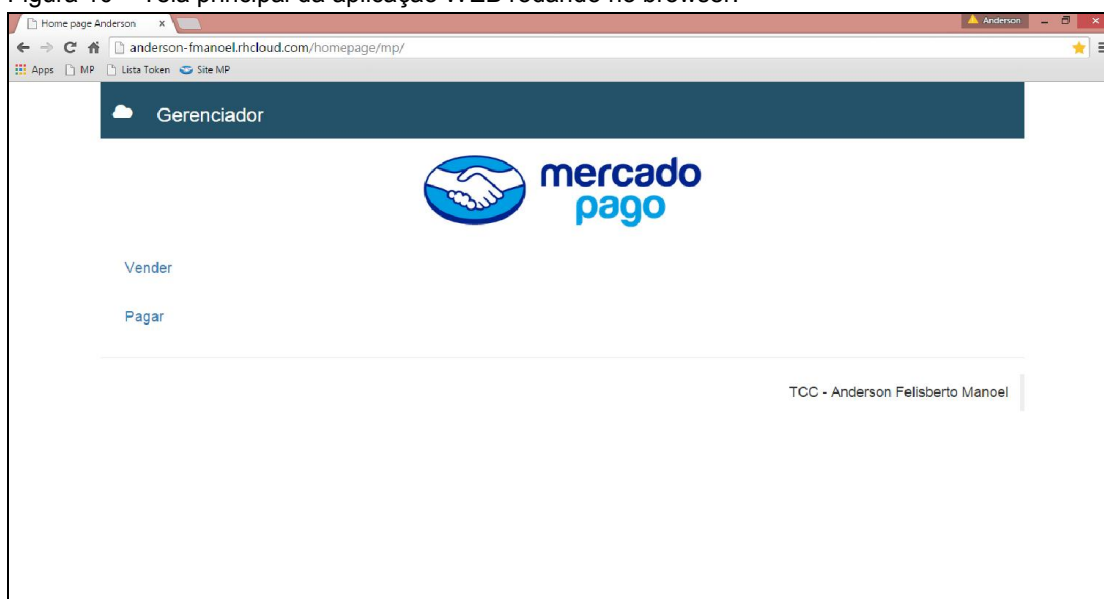 Figura 10 – Tela principal da aplicação WEB rodando no browser.
Home page Anderson x
Anderson
anderson-fmanoel.rhcloud.com/homepage/mp/
Apps MP Lista Token Site MP
Gerenciador
mercado
pago
Vender
Pagar
TCC - Anderson Felisberto Manoel